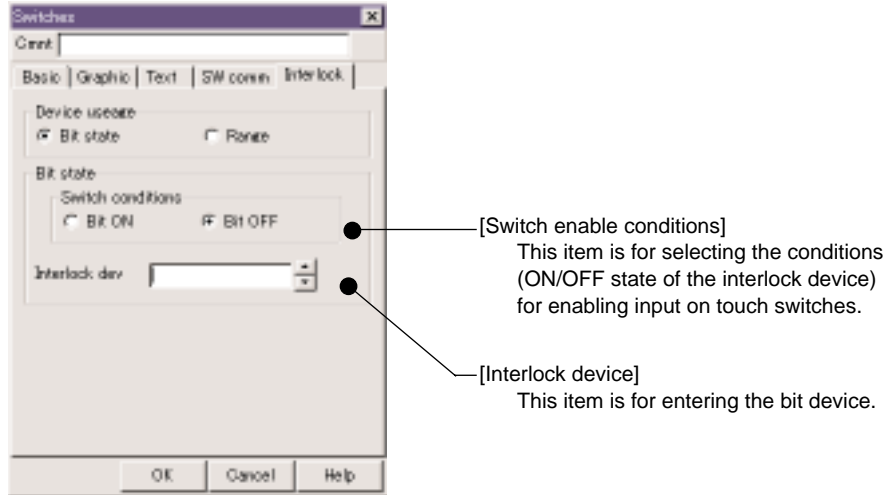 Switches
Cmnt
Basic Graphic Text SW comm Interlock
Device useage
Bit state Range
Bit state
Switch conditions
Bit ON Bit OFF
Interlock dev
OK Cancel Help
[Switch enable conditions]
This item is for selecting the conditions
(ON/OFF state of the interlock device)
for enabling input on touch switches.
[Interlock device]
This item is for entering the bit device.